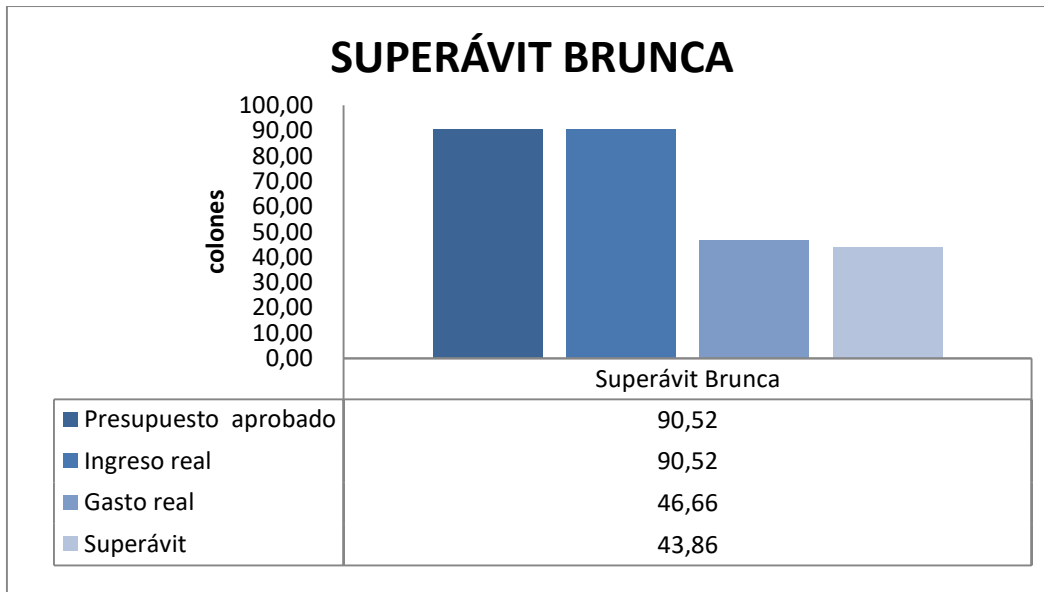 SUPERÁVIT BRUNCA
colones
100,00
90,00
80,00
70,00
60,00
50,00
40,00
30,00
20,00
10,00
0,00
Superávit Brunca
Presupuesto aprobado 90,52
Ingreso real 90,52
Gasto real 46,66
Superávit 43,86